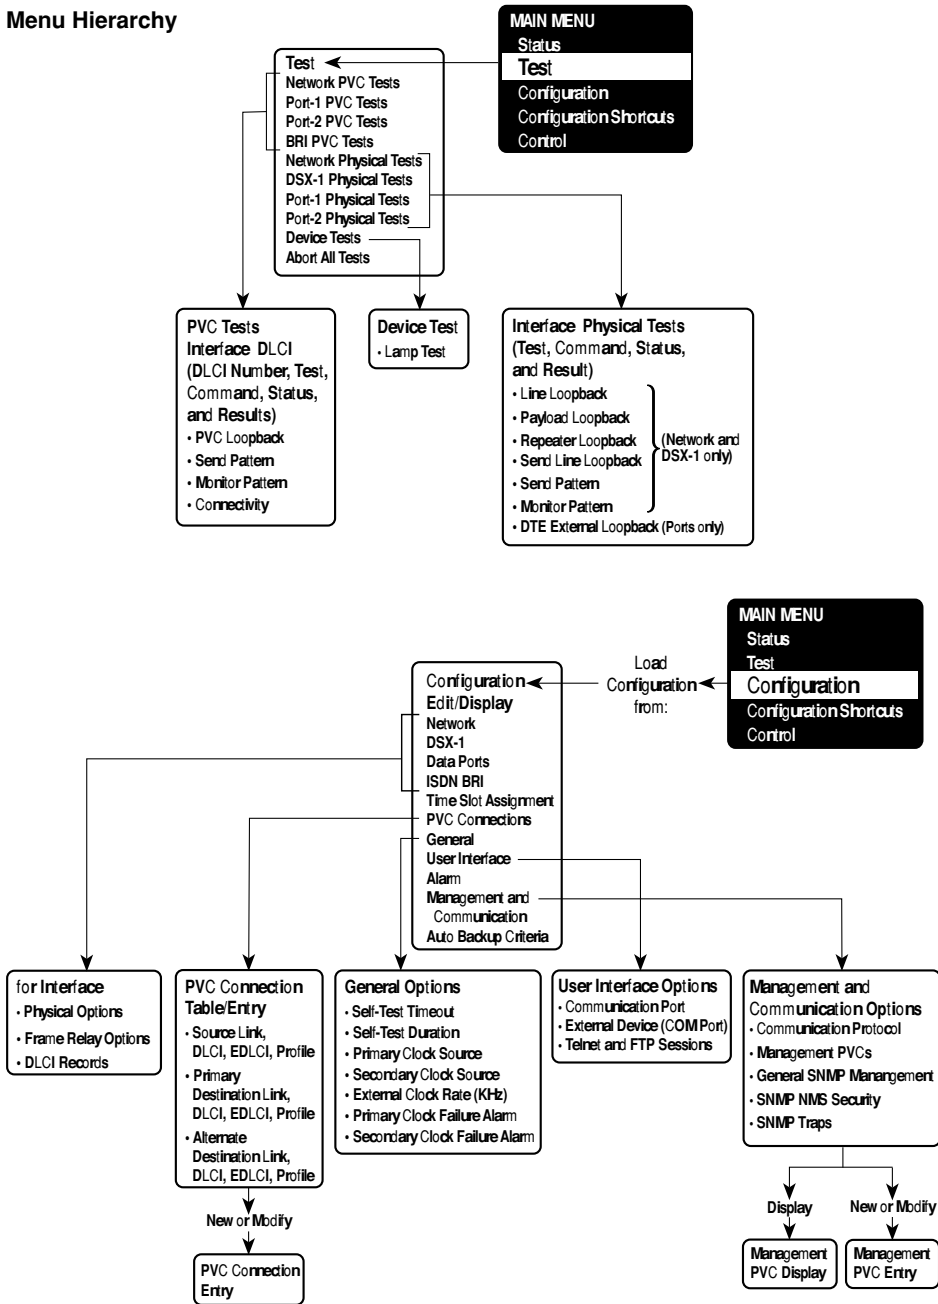 Menu Hierarchy
MAIN MENU
Status
Test
Configuration
Configuration Shortcuts
Control
Test
Network PVC Tests
Port-1 PVC Tests
Port-2 PVC Tests
BRI PVC Tests
Network Physical Tests
DSX-1 Physical Tests
Port-1 Physical Tests
Port-2 Physical Tests
Device Tests
Abort All Tests
PVC Tests
Interface DLCI
(DLCI Number, Test,
Command, Status,
and Results)
• PVC Loopback
• Send Pattern
• Monitor Pattern
• Connectivity
Device Test
• Lamp Test
Interface Physical Tests
(Test, Command, Status,
and Result)
• Line Loopback
• Payload Loopback
• Repeater Loopback
• Send Line Loopback
• Send Pattern
• Monitor Pattern
(Network and
DSX-1 only)
• DTE External Loopback (Ports only)
MAIN MENU
Status
Test
Configuration
Configuration Shortcuts
Control
Load
Configuration
from:
Configuration
Edit/Display
Network
DSX-1
Data Ports
ISDN BRI
Time Slot Assignment
PVC Connections
General
User Interface
Alarm
Management and
Communication
Auto Backup Criteria
for Interface
• Physical Options
• Frame Relay Options
• DLCI Records
PVC Connection
Table/Entry
• Source Link,
DLCI, EDLCI, Profile
• Primary
Destination Link,
DLCI, EDLCI, Profile
• Alternate
Destination Link,
DLCI, EDLCI, Profile
New or Modify
PVC Connection
Entry
General Options
• Self-Test Timeout
• Self-Test Duration
• Primary Clock Source
• Secondary Clock Source
• External Clock Rate (KHz)
• Primary Clock Failure Alarm
• Secondary Clock Failure Alarm
User Interface Options
• Communication Port
• External Device (COM Port)
• Telnet and FTP Sessions
Management and
Communication Options
• Communication Protocol
• Management PVCs
• General SNMP Manangement
• SNMP NMS Security
• SNMP Traps
Display
New or Modify
Management
PVC Display
Management
PVC Entry